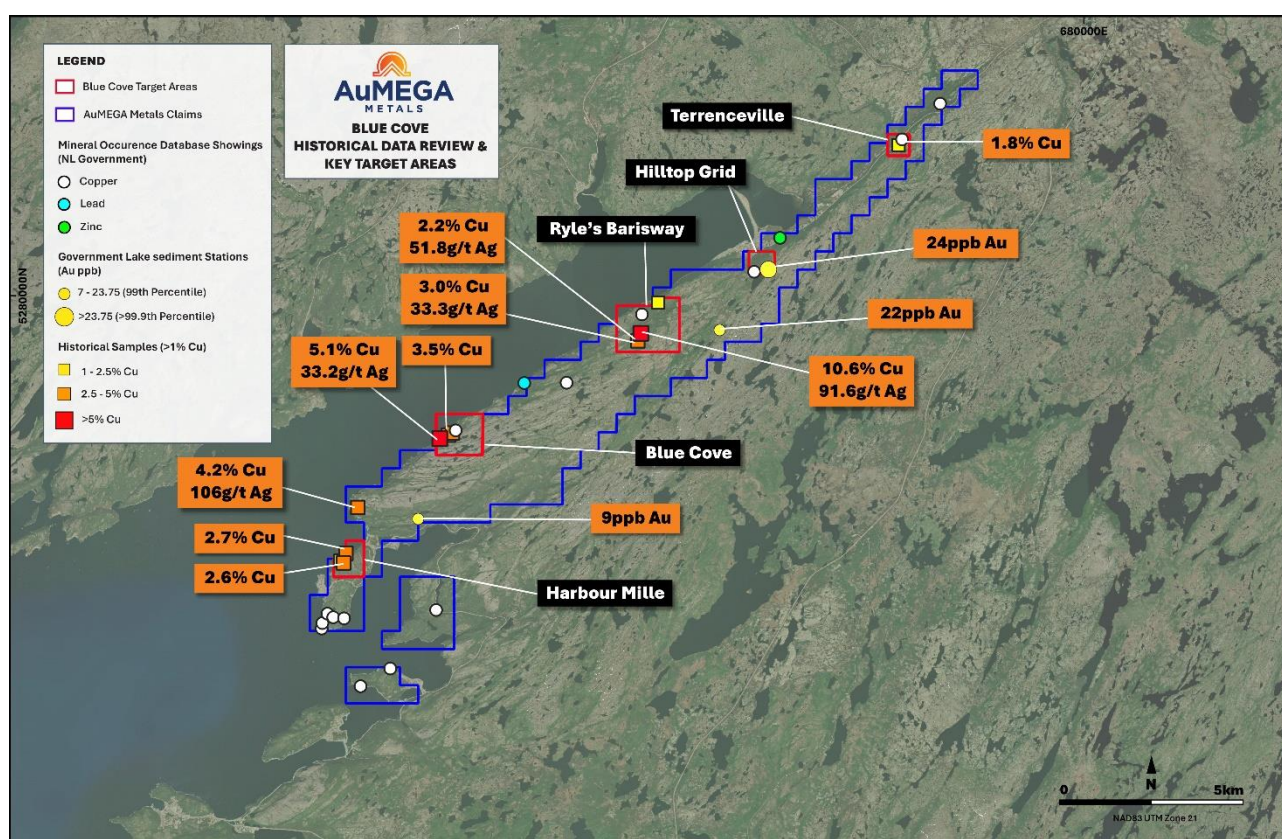 LEGEND
Blue Cove Target Areas
AuMEGA Metals Claims
Mineral Occurence Database Showings
(NL Government)
Copper
Lead
Zinc
Government Lake sediment Stations
(Au ppb)
7 - 23.75 (99th Percentile)
>23.75 (>99.9th Percentile)
Historical Samples (>1% Cu)
1 - 2.5% Cu
2.5 - 5% Cu
>5% Cu
AuMEGA
METALS
BLUE COVE
HISTORICAL DATA REVIEW &
KEY TARGET AREAS
680000E
5280000N
Terrenceville
1.8% Cu
Hilltop Grid
2.2% Cu
51.8g/t Ag
Ryle's Barisway
24ppb Au
3.0% Cu
33.3g/t Ag
22ppb Au
5.1% Cu
33.2g/t Ag
3.5% Cu
10.6% Cu
91.6g/t Ag
Blue Cove
4.2% Cu
106g/t Ag
9ppb Au
2.7% Cu
2.6% Cu
Harbour Mille
N
0
5km
NAD83 UTM Zone 21